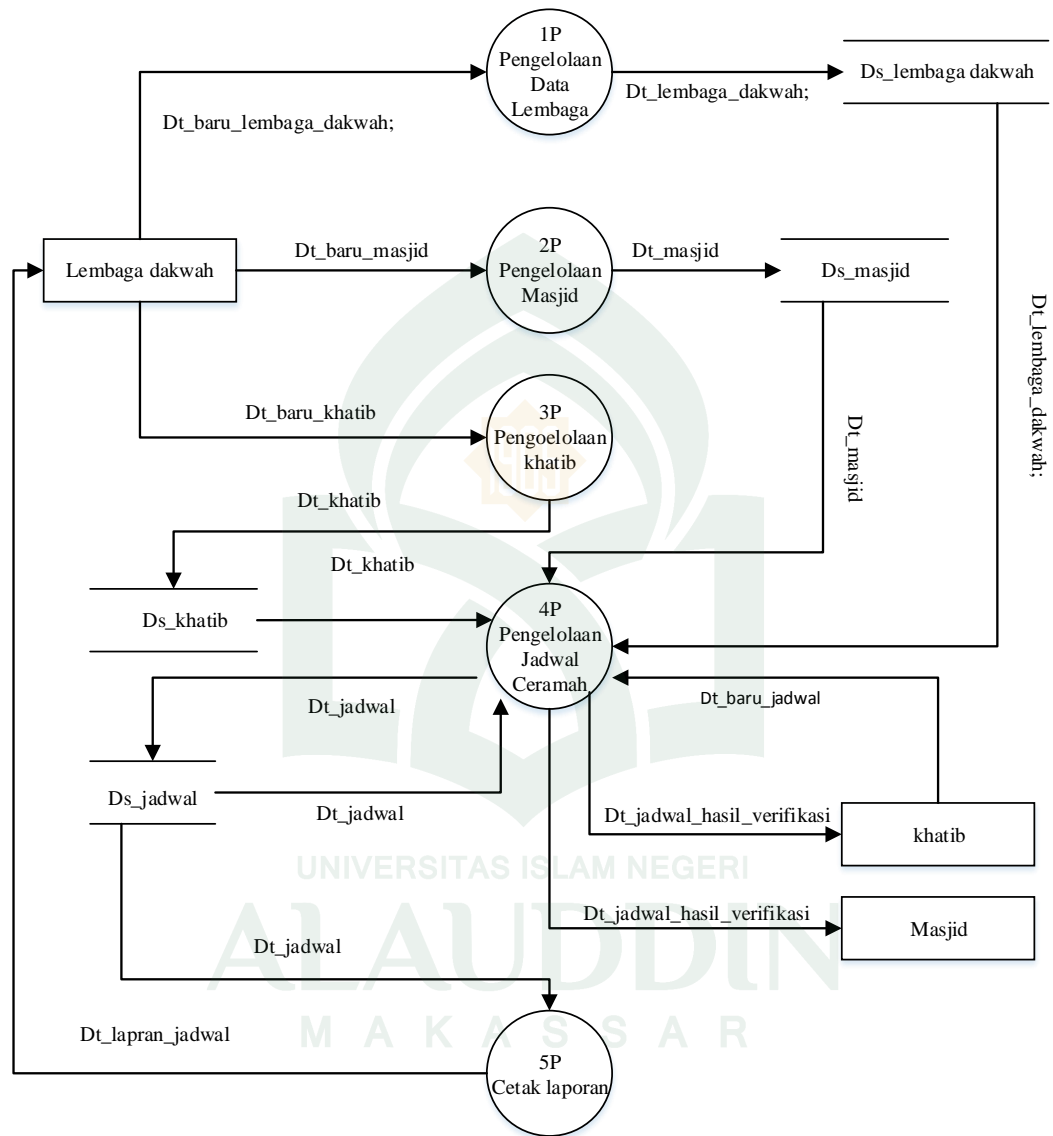 1P
Pengelolaan
Data
Lembaga
Ds_lembaga dakwah
Dt_lembaga_dakwah;
Dt_baru_lembaga_dakwah;
Lembaga dakwah
Dt_baru_masjid
2P
Pengelolaan
Masjid
Dt_masjid
Ds_masjid
Dt_lembaga_dakwah;
Dt_baru_khatib
3P
Pengoelolaan
khatib
Dt_masjid
Dt_khatib
Dt_khatib
Ds_khatib
4P
Pengelolaan
Jadwal
Ceramah
Dt_jadwal
Dt_baru_jadwal
Ds_jadwal
Dt_jadwal
Dt_jadwal_hasil_verifikasi
khatib
UNIVERSITAS ISLAM NEGERI
ALAUDDIN
MAKASSAR
Dt_jadwal_hasil_verifikasi
Masjid
Dt_jadwal
Dt_lapran_jadwal
5P
Cetak laporan